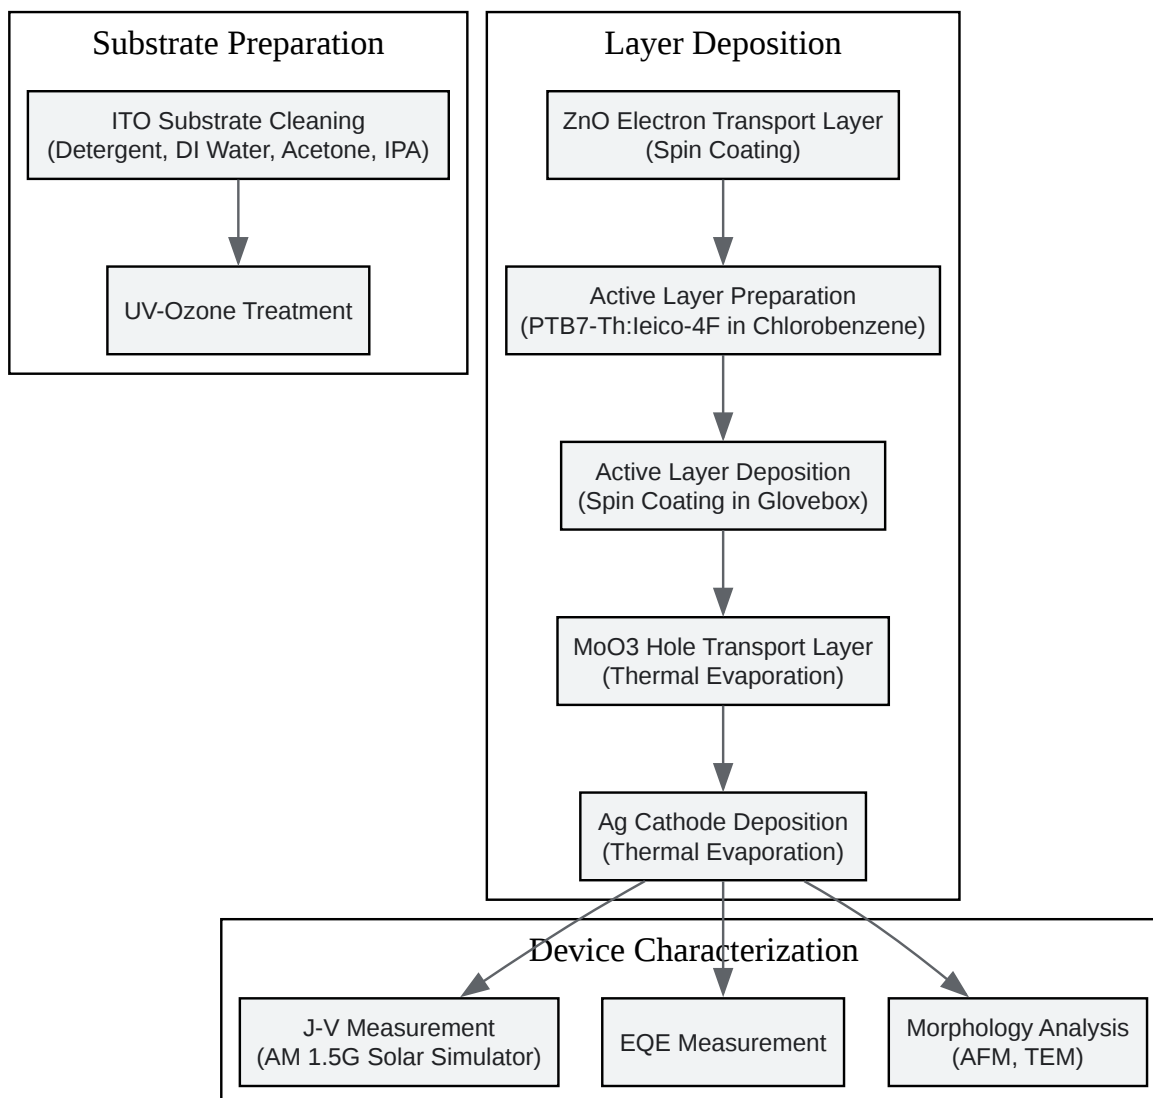 Substrate Preparation
ITO Substrate Cleaning
(Detergent, DI Water, Acetone, IPA)
UV-Ozone Treatment
Layer Deposition
ZnO Electron Transport Layer
(Spin Coating)
Active Layer Preparation
(PTB7-Th:Ieico-4F in Chlorobenzene)
Active Layer Deposition
(Spin Coating in Glovebox)
MoO3 Hole Transport Layer
(Thermal Evaporation)
Ag Cathode Deposition
(Thermal Evaporation)
Device Characterization
J-V Measurement
(AM 1.5G Solar Simulator)
EQE Measurement
Morphology Analysis
(AFM, TEM)